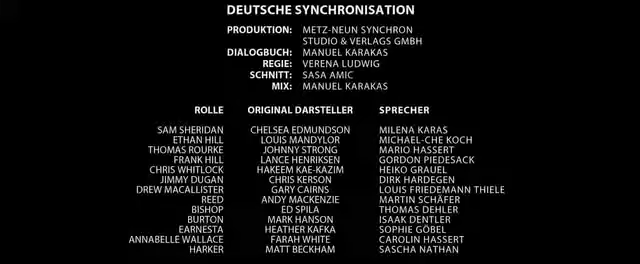 DEUTSCHE SYNCHRONISATION
PRODUKTION: METZ-NEUN SYNCHRON
STUDIO & VERLAGS GMBH
DIALOGBUCH: MANUEL KARAKAS
REGIE: VERENA LUDWIG
SCHNITT: SASA AMIC
MIX: MANUEL KARAKAS
ROLLE ORIGINAL DARSTELLER SPRECHER
SAM SHERIDAN CHELSEA EDMUNDSON MILENA KARAS
ETHAN HILL LOUIS MANDYLOR MICHAEL-CHE KOCH
THOMAS ROURKE JOHNNY STRONG MARIO HASSERT
FRANK HILL LANCE HENRIKSEN GORDON PIEDESACK
CHRIS WHITLOCK HAKEEM KAE-KAZIM HEIKO GRAUEL
JIMMY DUGAN CHRIS KERSON DIRK HARDEGEN
DREW MACALLISTER GARY CAIRNS LOUIS FRIEDEMANN THIELE
REED ANDY MACKENZIE MARTIN SCHÄFER
BISHOP ED SPILA THOMAS DEHLER
BURTON MARK HANSON ISAAK DENTLER
EARNESTA HEATHER KAFKA SOPHIE GÖBEL
ANNABELLE WALLACE FARAH WHITE CAROLIN HASSERT
HARKER MATT BECKHAM SASCHA NATHAN